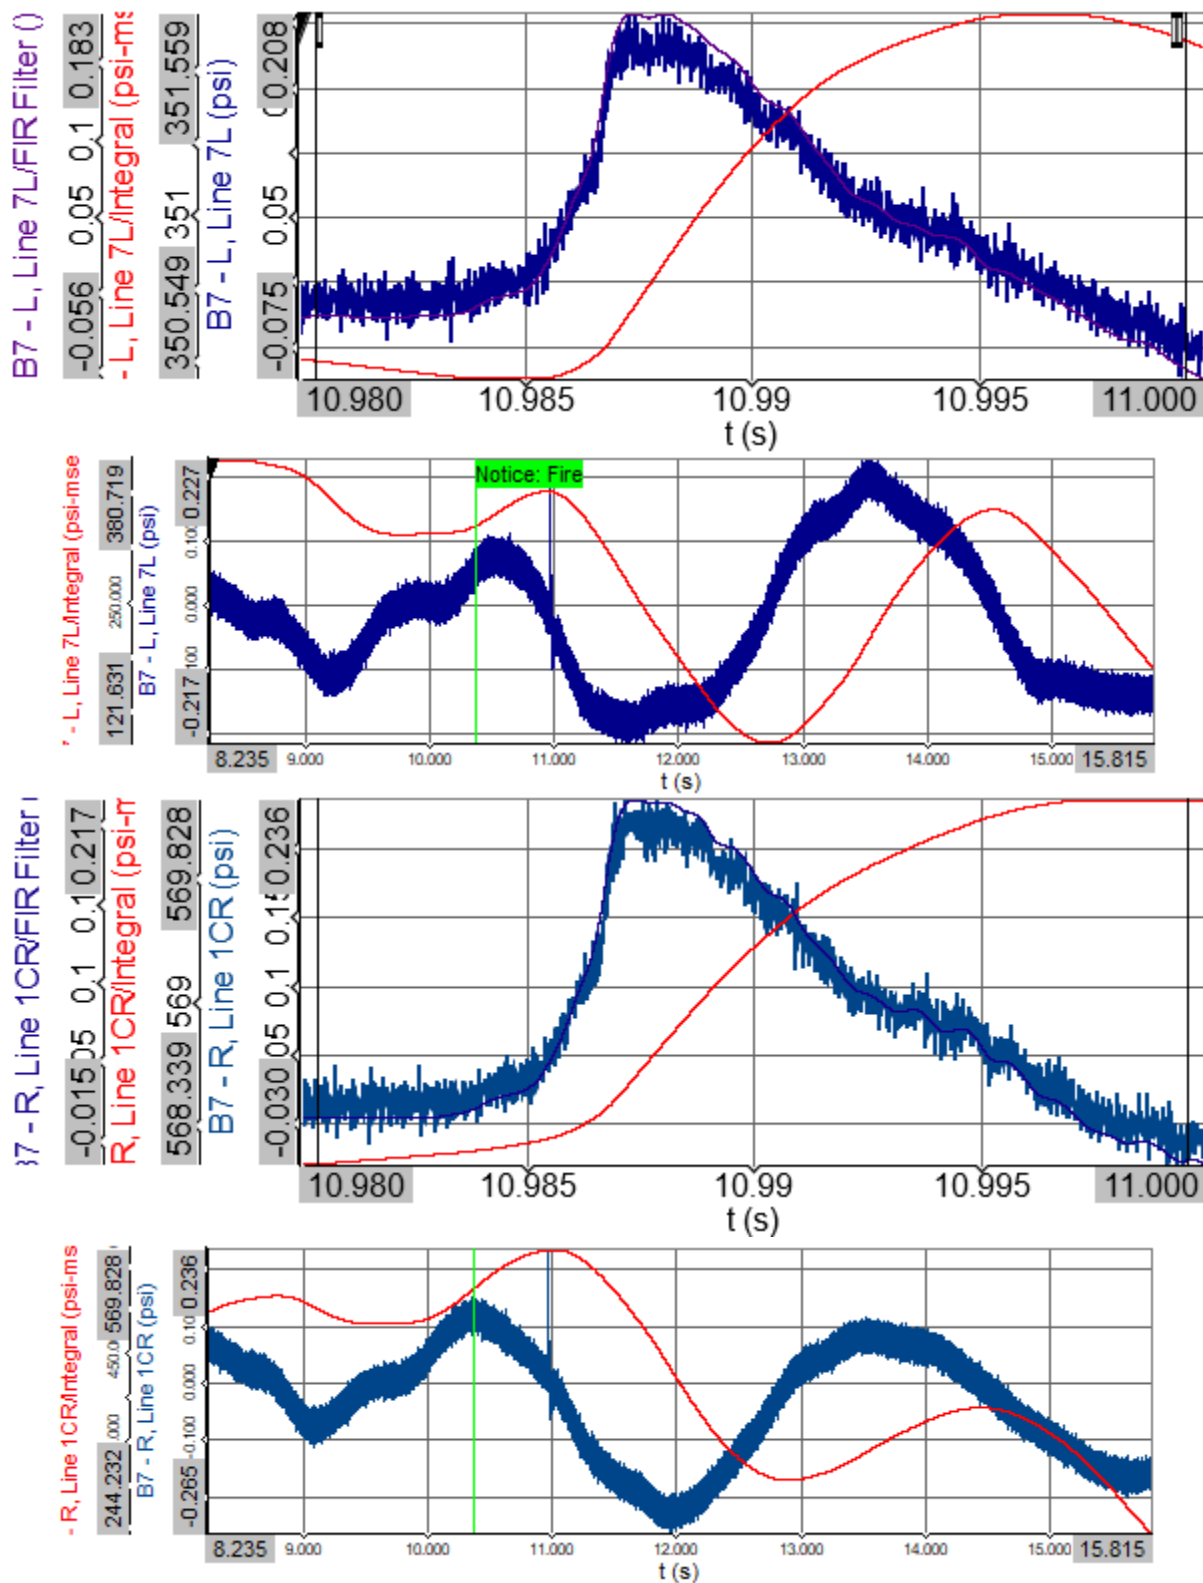 B7 - L, Line 7L/FIR Filter ()
-0.056 0.05 0.1 0.183
- L, Line 7L/Integral (psi-ms
350.549 351 351.559
B7 - L, Line 7L (psi)
-0.075 0.05 0.208
10.980 10.985 10.99 10.995 11.000
t (s)
Notice: Fire
- L, Line 7L/Integral (psi-mse
121.631 250.000 380.719
B7 - L, Line 7L (psi)
-0.217 100 0.000 0.100 0.227
8.235 9.000 10.000 11.000 12.000 13.000 14.000 15.000 15.815
t (s)
B7 - R, Line 1CR/FIR Filter (
-0.015 05 0.1 0.1 0.217
R, Line 1CR/Integral (psi-m
568.339 569 569.828
B7 - R, Line 1CR (psi)
-0.030 05 0.1 0.15 0.236
10.980 10.985 10.99 10.995 11.000
t (s)
- R, Line 1CR/Integral (psi-ms
244.232 .000 450.0 569.828
B7 - R, Line 1CR (psi)
-0.265 -0.100 0.000 0.10 0.236
8.235 9.000 10.000 11.000 12.000 13.000 14.000 15.000 15.815
t (s)